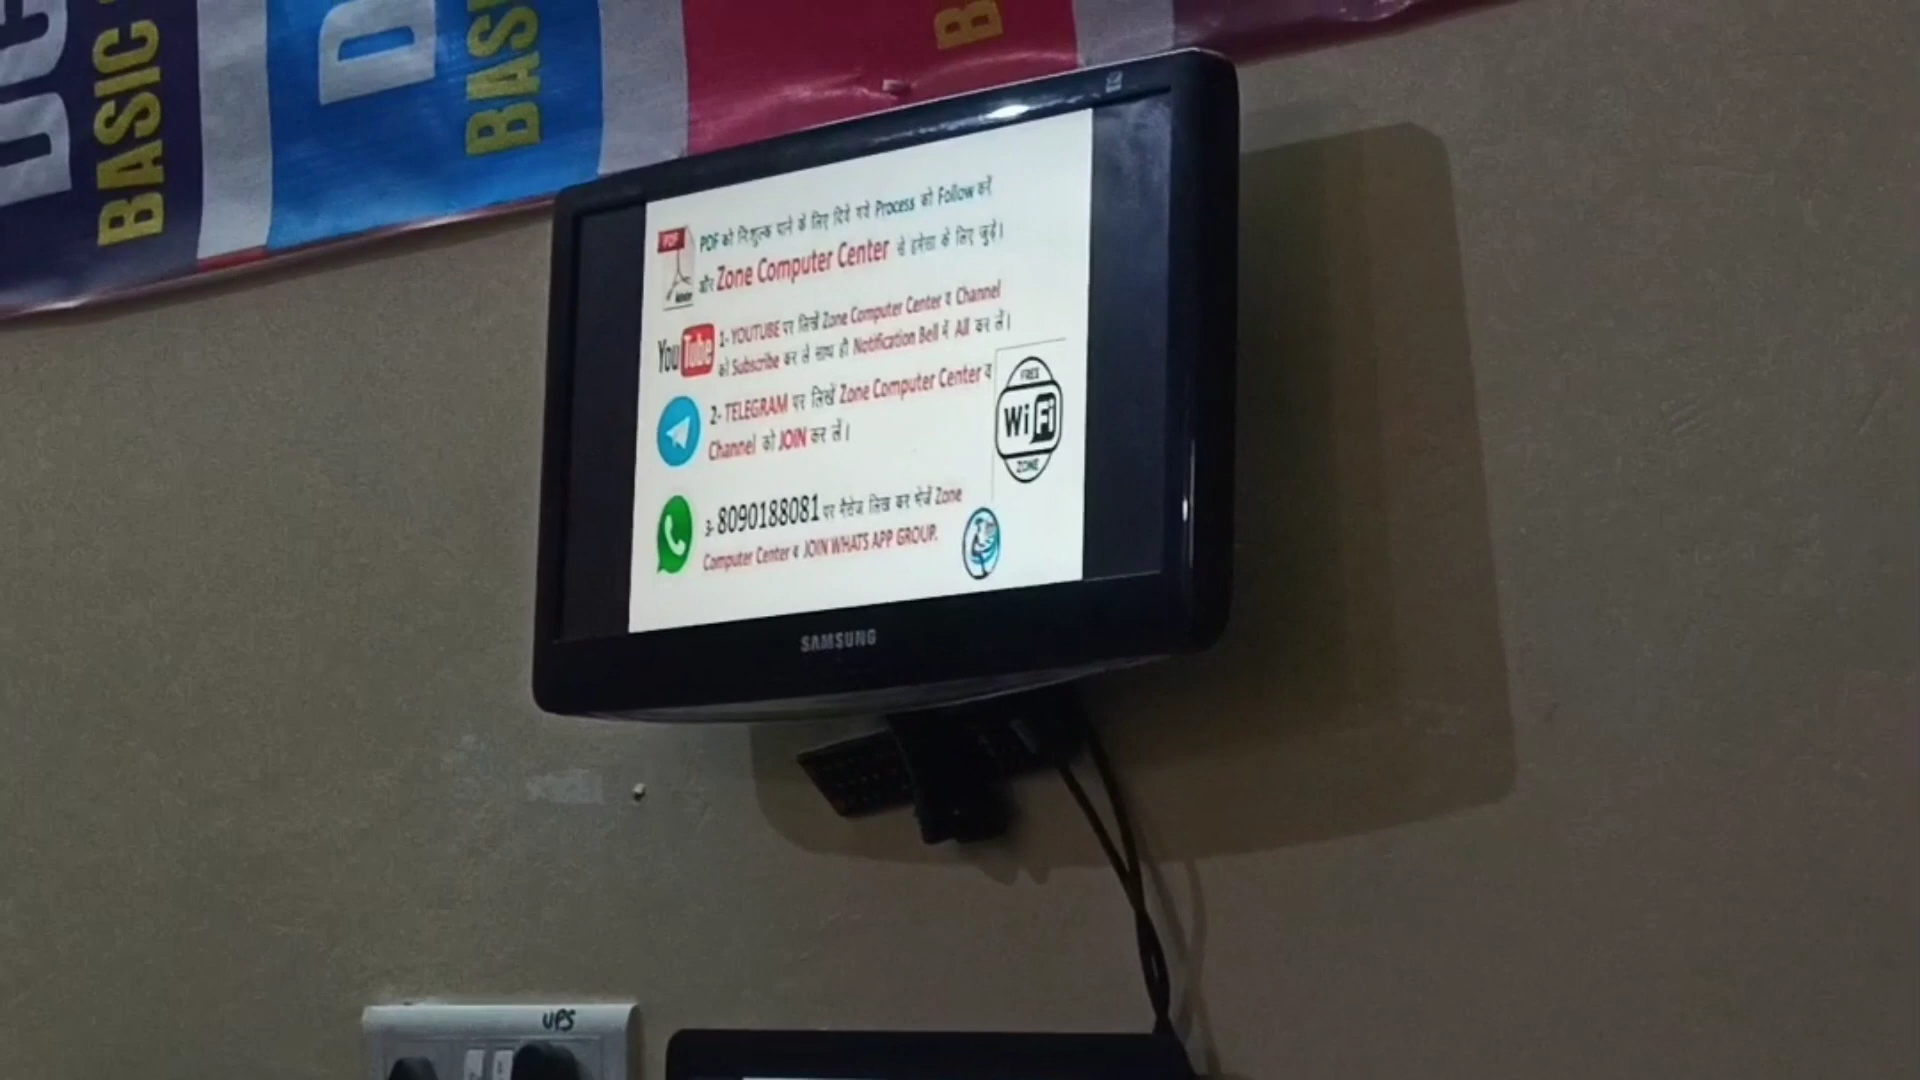 BASIC
D
BASI
B
PDF
Adobe
PDF को निःशुल्क पाने के लिए दिये गये Process को Follow करें
और Zone Computer Center से हमेसा के लिए जुड़ें।
YouTube
1- YOUTUBE पर लिखें Zone Computer Center व Channel
को Subscribe कर ले साथ ही Notification Bell में All कर लें।
2- TELEGRAM पर लिखें Zone Computer Center व
Channel को JOIN कर लें।
FREE
WiFi
ZONE
3- 8090188081 पर मैसेज लिख कर भेजें Zone
Computer Center व JOIN WHATS APP GROUP.
SAMSUNG
UPS